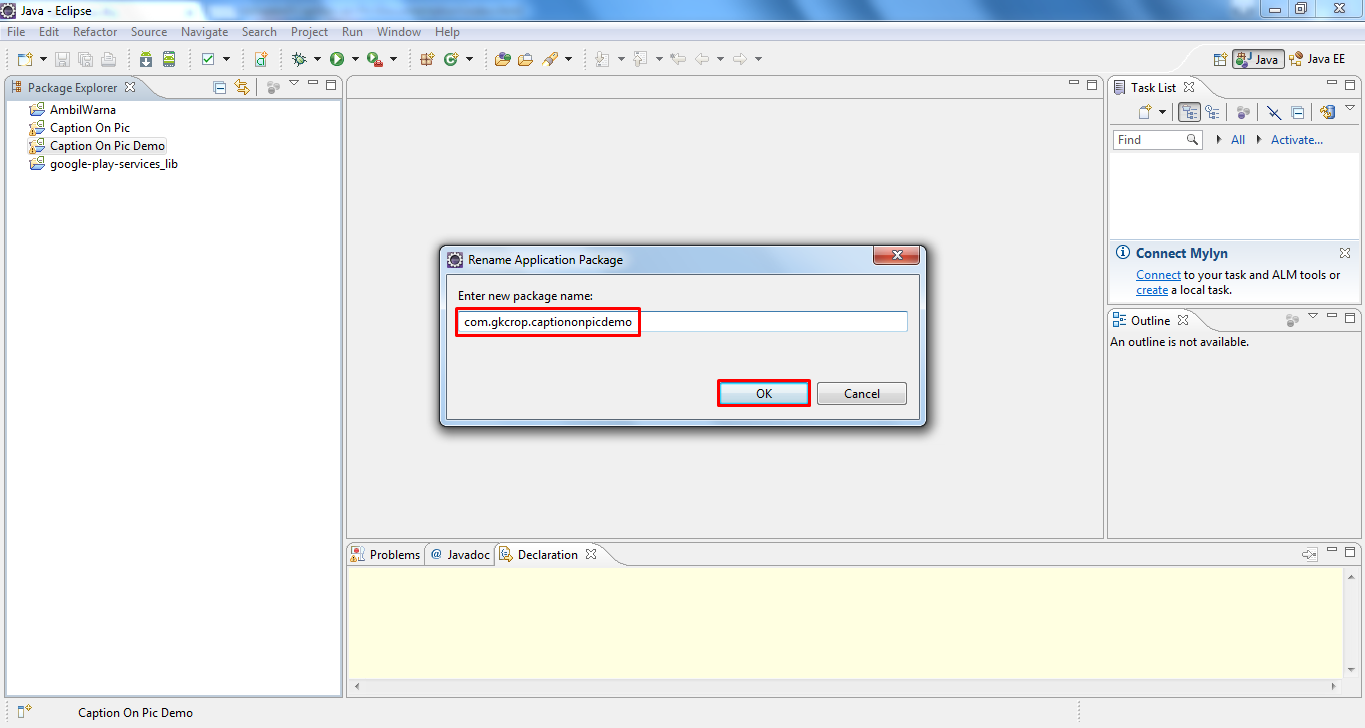 Java - Eclipse
File Edit Refactor Source Navigate Search Project Run Window Help
Java Java EE
Package Explorer
AmbilWarna
Caption On Pic
Caption On Pic Demo
google-play-services_lib
Rename Application Package
Enter new package name:
com.gkcrop.captiononpicdemo
OK Cancel
Task List
Find All Activate...
Connect Mylyn
Connect to your task and ALM tools or
create a local task.
Outline
An outline is not available.
Problems @ Javadoc Declaration
Caption On Pic Demo